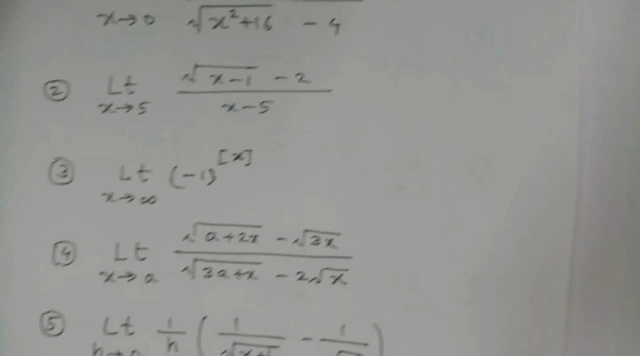 x→0 √x²+16 - 4
② Lt x→5 √x-1 - 2 / x-5
③ Lt x→∞ (-1)^[x]
④ Lt x→a √a+2x - √3x / √3a+x - 2√x
⑤ Lt 1/h ( 1 - 1 )